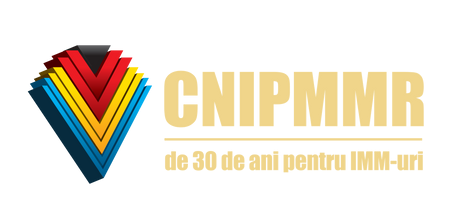 CNIPMMR
de 30 de ani pentru IMM-uri